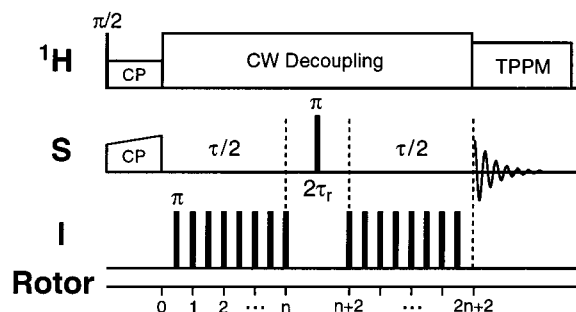 π/2
¹H
CP
CW Decoupling
TPPM
π
S
CP
τ/2
τ/2
2τᵣ
π
I
Rotor
0 1 2 ··· n n+2 ··· 2n+2